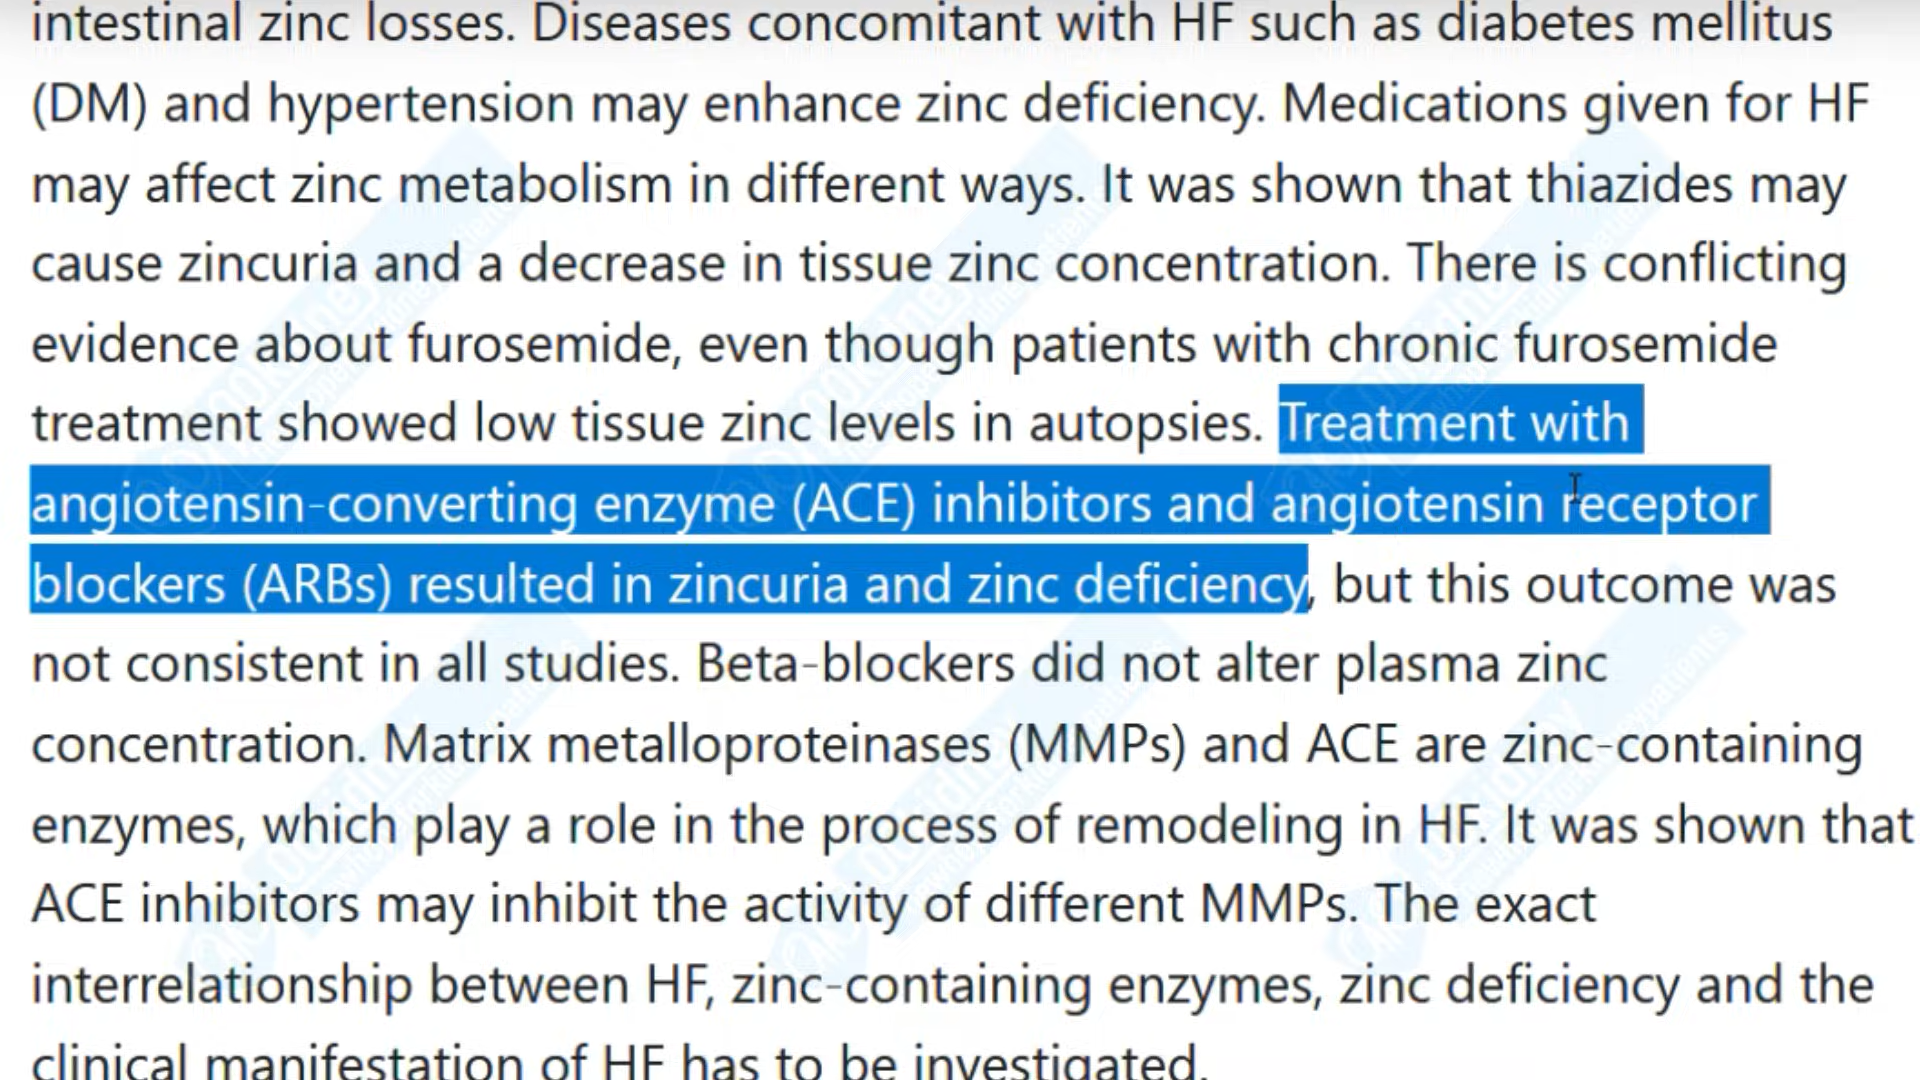 intestinal zinc losses. Diseases concomitant with HF such as diabetes mellitus
(DM) and hypertension may enhance zinc deficiency. Medications given for HF
may affect zinc metabolism in different ways. It was shown that thiazides may
cause zincuria and a decrease in tissue zinc concentration. There is conflicting
evidence about furosemide, even though patients with chronic furosemide
treatment showed low tissue zinc levels in autopsies. Treatment with
angiotensin-converting enzyme (ACE) inhibitors and angiotensin receptor
blockers (ARBs) resulted in zincuria and zinc deficiency, but this outcome was
not consistent in all studies. Beta-blockers did not alter plasma zinc
concentration. Matrix metalloproteinases (MMPs) and ACE are zinc-containing
enzymes, which play a role in the process of remodeling in HF. It was shown that
ACE inhibitors may inhibit the activity of different MMPs. The exact
interrelationship between HF, zinc-containing enzymes, zinc deficiency and the
clinical manifestation of HF has to be investigated.